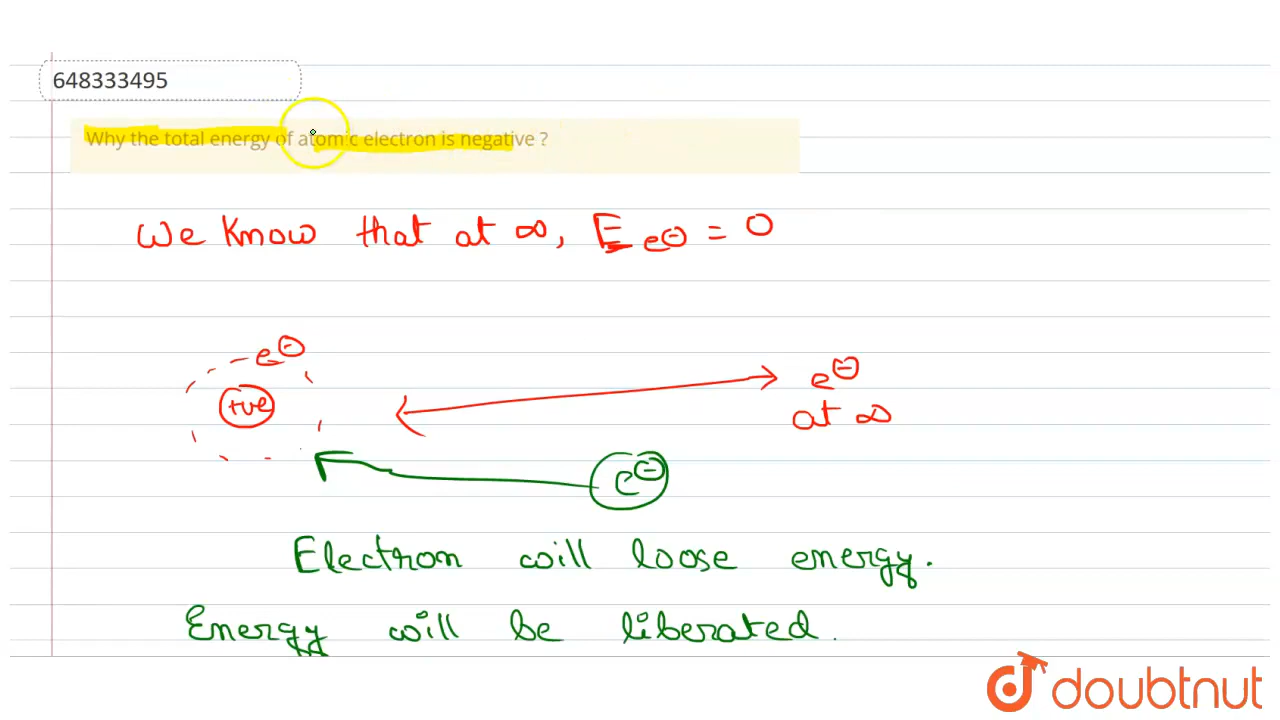 648333495
Why the total energy of atomic electron is negative ?
We Know that at ∞, E e⊖ = 0
e⊖
+ve
e⊖
at ∞
e⊖
Electron will loose energy.
Energy will be liberated.
doubtnut